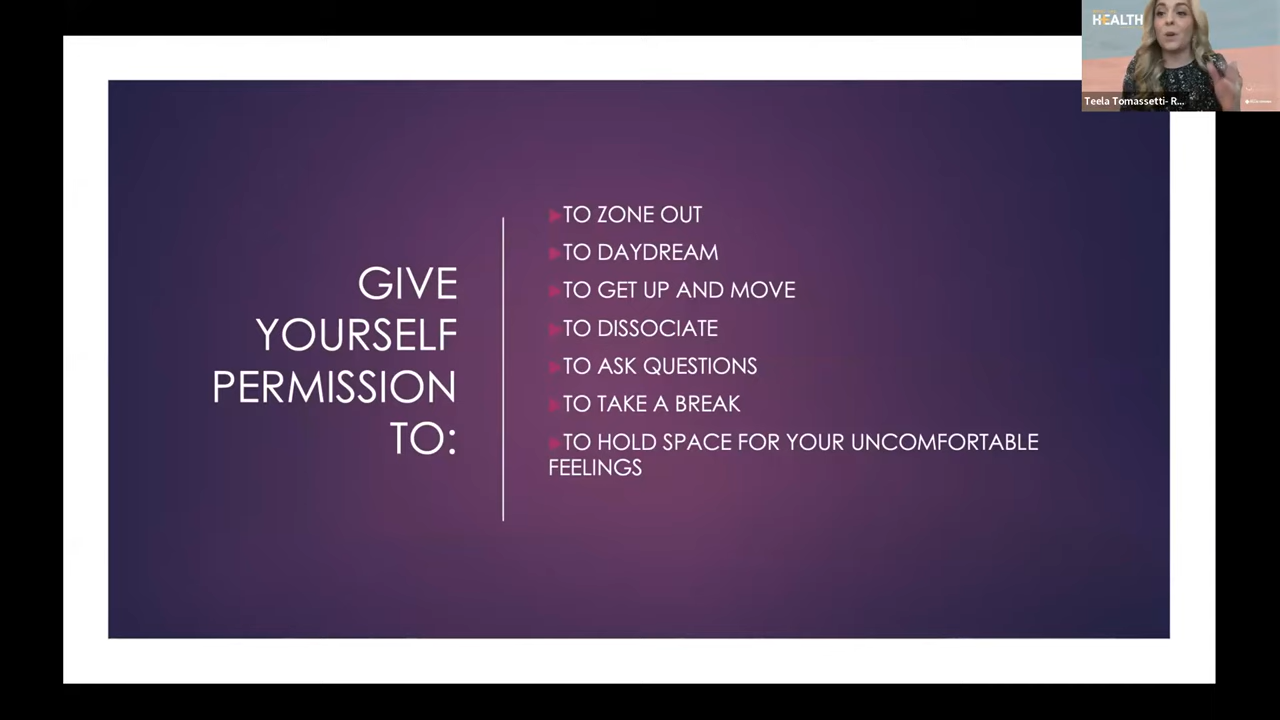 HEALTH
Teela Tomassetti- R...
GIVE
YOURSELF
PERMISSION
TO:
TO ZONE OUT
TO DAYDREAM
TO GET UP AND MOVE
TO DISSOCIATE
TO ASK QUESTIONS
TO TAKE A BREAK
TO HOLD SPACE FOR YOUR UNCOMFORTABLE
FEELINGS